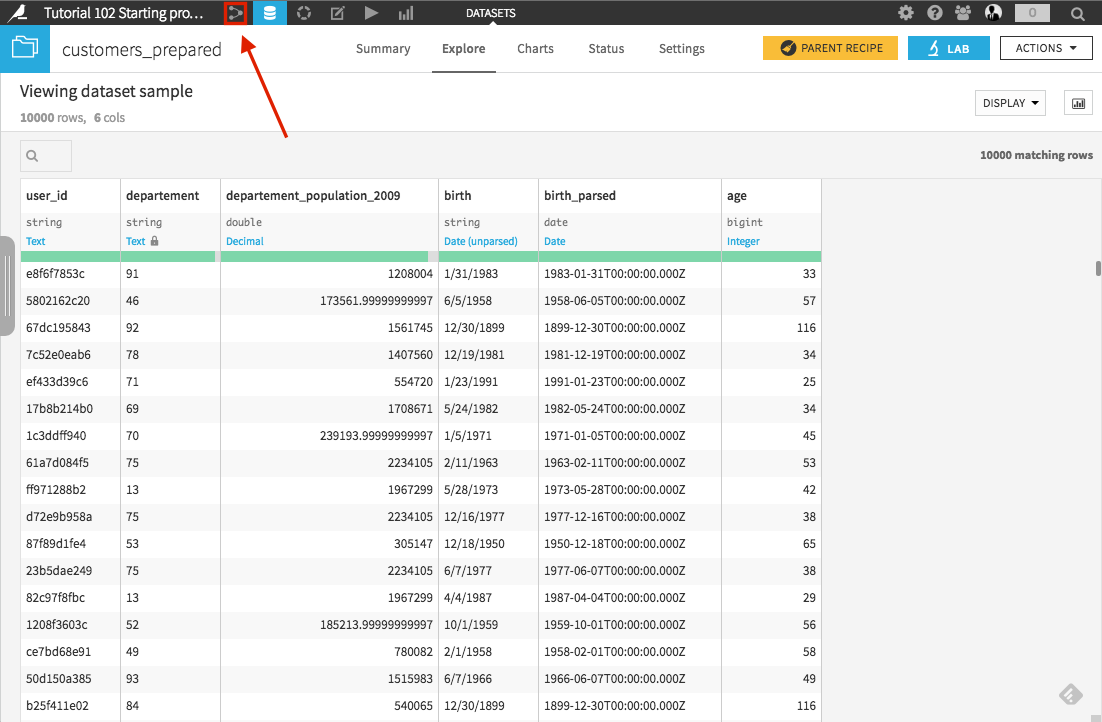 Tutorial 102 Starting pro... DATASETS 0
customers_prepared Summary Explore Charts Status Settings PARENT RECIPE LAB ACTIONS
Viewing dataset sample
10000 rows, 6 cols DISPLAY
10000 matching rows
user_id departement departement_population_2009 birth birth_parsed age
string string double string date bigint
Text Text Decimal Date (unparsed) Date Integer
e8f6f7853c 91 1208004 1/31/1983 1983-01-31T00:00:00.000Z 33
5802162c20 46 173561.99999999997 6/5/1958 1958-06-05T00:00:00.000Z 57
67dc195843 92 1561745 12/30/1899 1899-12-30T00:00:00.000Z 116
7c52e0eab6 78 1407560 12/19/1981 1981-12-19T00:00:00.000Z 34
ef433d39c6 71 554720 1/23/1991 1991-01-23T00:00:00.000Z 25
17b8b214b0 69 1708671 5/24/1982 1982-05-24T00:00:00.000Z 34
1c3ddff940 70 239193.99999999997 1/5/1971 1971-01-05T00:00:00.000Z 45
61a7d084f5 75 2234105 2/11/1963 1963-02-11T00:00:00.000Z 53
ff971288b2 13 1967299 5/28/1973 1973-05-28T00:00:00.000Z 42
d72e9b958a 75 2234105 12/16/1977 1977-12-16T00:00:00.000Z 38
87f89d1fe4 53 305147 12/18/1950 1950-12-18T00:00:00.000Z 65
23b5dae249 75 2234105 6/7/1977 1977-06-07T00:00:00.000Z 38
82c97f8fbc 13 1967299 4/4/1987 1987-04-04T00:00:00.000Z 29
1208f3603c 52 185213.99999999997 10/1/1959 1959-10-01T00:00:00.000Z 56
ce7bd68e91 49 780082 2/1/1958 1958-02-01T00:00:00.000Z 58
50d150a385 93 1515983 6/7/1966 1966-06-07T00:00:00.000Z 49
b25f411e02 84 540065 12/30/1899 1899-12-30T00:00:00.000Z 116